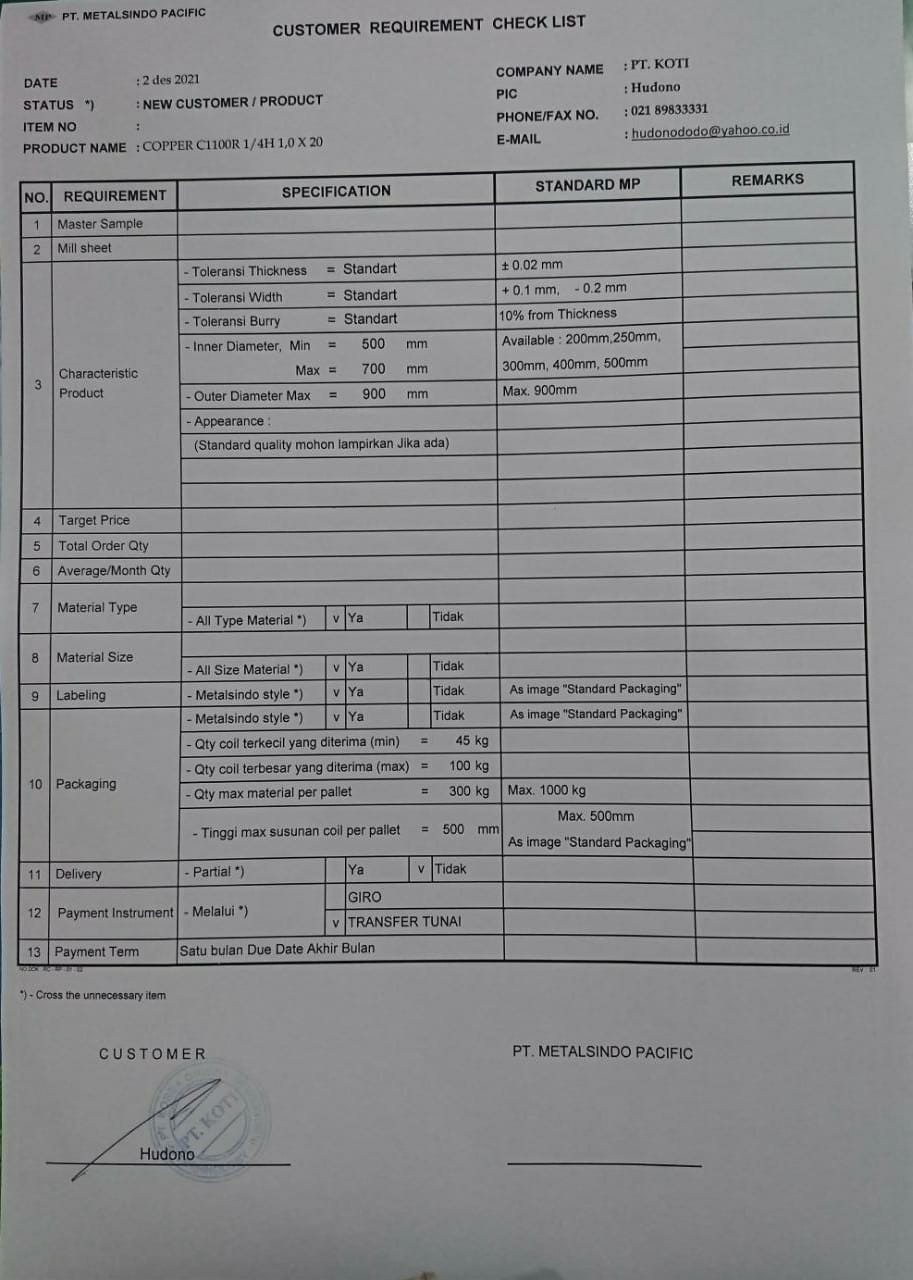 MP PT. METALSINDO PACIFIC
CUSTOMER REQUIREMENT CHECK LIST
DATE : 2 des 2021
STATUS *) : NEW CUSTOMER / PRODUCT
ITEM NO :
PRODUCT NAME : COPPER C1100R 1/4H 1,0 X 20
COMPANY NAME : PT. KOTI
PIC : Hudono
PHONE/FAX NO. : 021 89833331
E-MAIL : hudonododo@yahoo.co.id
NO. REQUIREMENT SPECIFICATION STANDARD MP REMARKS
1 Master Sample
2 Mill sheet
3 Characteristic Product
- Toleransi Thickness = Standart ± 0.02 mm
- Toleransi Width = Standart + 0.1 mm, - 0.2 mm
- Toleransi Burry = Standart 10% from Thickness
- Inner Diameter, Min = 500 mm Available : 200mm,250mm,
Max = 700 mm 300mm, 400mm, 500mm
- Outer Diameter Max = 900 mm Max. 900mm
- Appearance :
(Standard quality mohon lampirkan Jika ada)
4 Target Price
5 Total Order Qty
6 Average/Month Qty
7 Material Type
- All Type Material *) v Ya Tidak
8 Material Size
- All Size Material *) v Ya Tidak
9 Labeling - Metalsindo style *) v Ya Tidak As image "Standard Packaging"
10 Packaging
- Metalsindo style *) v Ya Tidak As image "Standard Packaging"
- Qty coil terkecil yang diterima (min) = 45 kg
- Qty coil terbesar yang diterima (max) = 100 kg
- Qty max material per pallet = 300 kg Max. 1000 kg
- Tinggi max susunan coil per pallet = 500 mm Max. 500mm
As image "Standard Packaging"
11 Delivery - Partial *) Ya v Tidak
12 Payment Instrument - Melalui *) GIRO
v TRANSFER TUNAI
13 Payment Term Satu bulan Due Date Akhir Bulan
REV : 01
*) - Cross the unnecessary item
CUSTOMER
PT. METALSINDO PACIFIC
PT. KOTI
Hudono